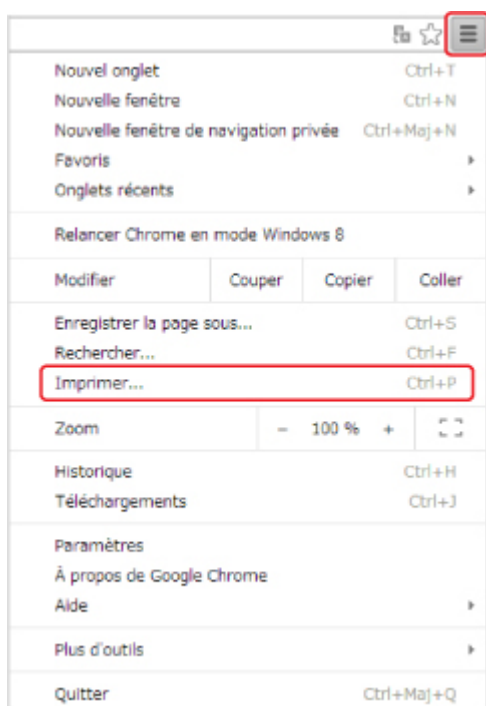 Nouvel onglet Ctrl+T
Nouvelle fenêtre Ctrl+N
Nouvelle fenêtre de navigation privée Ctrl+Maj+N
Favoris
Onglets récents
Relancer Chrome en mode Windows 8
Modifier Couper Copier Coller
Enregistrer la page sous... Ctrl+S
Rechercher... Ctrl+F
Imprimer... Ctrl+P
Zoom - 100 % +
Historique Ctrl+H
Téléchargements Ctrl+J
Paramètres
À propos de Google Chrome
Aide
Plus d'outils
Quitter Ctrl+Maj+Q